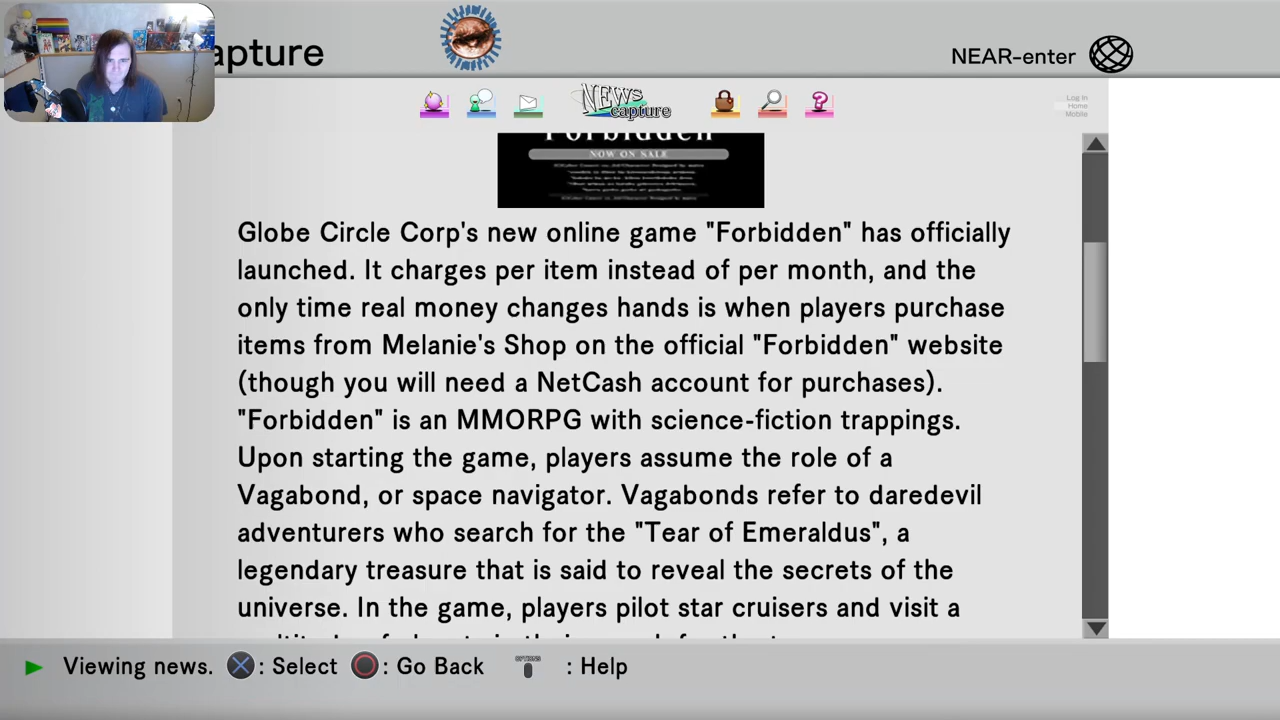 apture
NEAR-enter
NEWS
capture
Log In
Home
Mobile
Forbidden
NOW ON SALE
Globe Circle Corp's new online game "Forbidden" has officially
launched. It charges per item instead of per month, and the
only time real money changes hands is when players purchase
items from Melanie's Shop on the official "Forbidden" website
(though you will need a NetCash account for purchases).
"Forbidden" is an MMORPG with science-fiction trappings.
Upon starting the game, players assume the role of a
Vagabond, or space navigator. Vagabonds refer to daredevil
adventurers who search for the "Tear of Emeraldus", a
legendary treasure that is said to reveal the secrets of the
universe. In the game, players pilot star cruisers and visit a
Viewing news. : Select : Go Back OPTIONS : Help